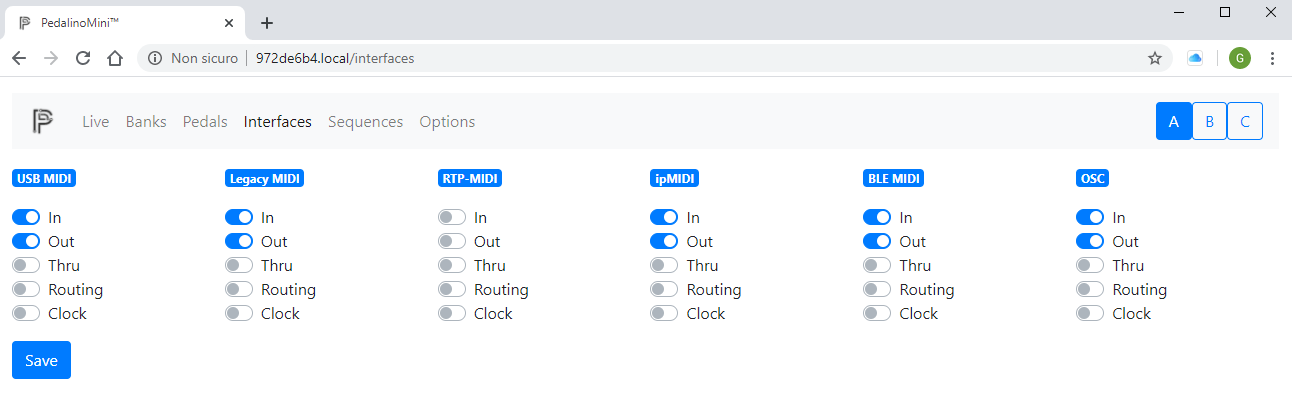 PedalinoMini™
Non sicuro 972de6b4.local/interfaces G
Live Banks Pedals Interfaces Sequences Options A B C
USB MIDI Legacy MIDI RTP-MIDI ipMIDI BLE MIDI OSC
In In In In In In
Out Out Out Out Out Out
Thru Thru Thru Thru Thru Thru
Routing Routing Routing Routing Routing Routing
Clock Clock Clock Clock Clock Clock
Save